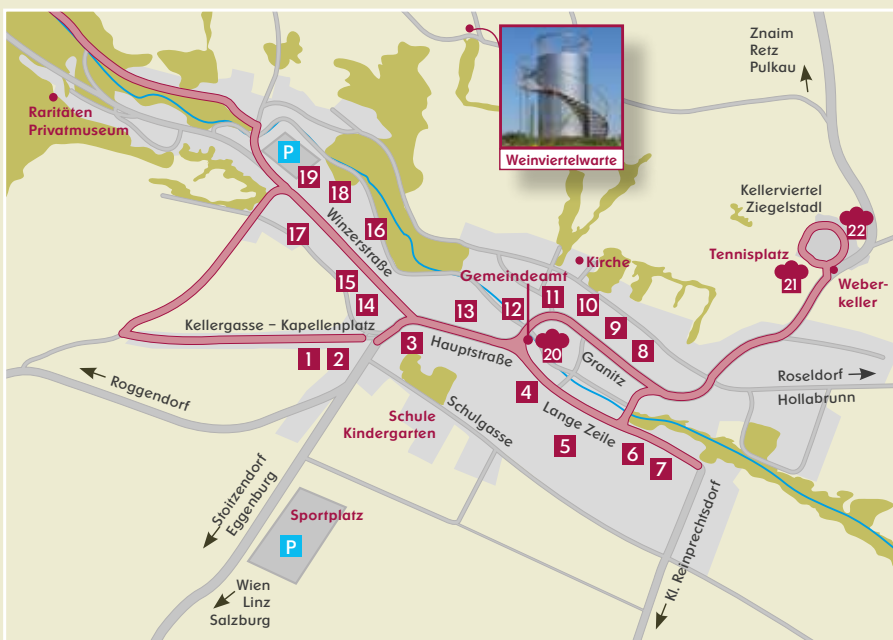 Znaim
Retz
Pulkau
Raritäten
Privatmuseum
P
Weinviertelwarte
19
18
16
17
Winzerstraße
Kellerviertel
Ziegelstadl
22
Tennisplatz
21
Weber-
keller
Kirche
Gemeindeamt
15
14
13
12
11
10
9
8
20
Granitz
Kellergasse – Kapellenplatz
1
2
3
Hauptstraße
4
Lange Zeile
5
6
7
Roseldorf
Hollabrunn
Roggendorf
Schule
Kindergarten
Schulgasse
Stoitzendorf
Eggenburg
Sportplatz
P
Wien
Linz
Salzburg
Kl. Reinprechtsdorf